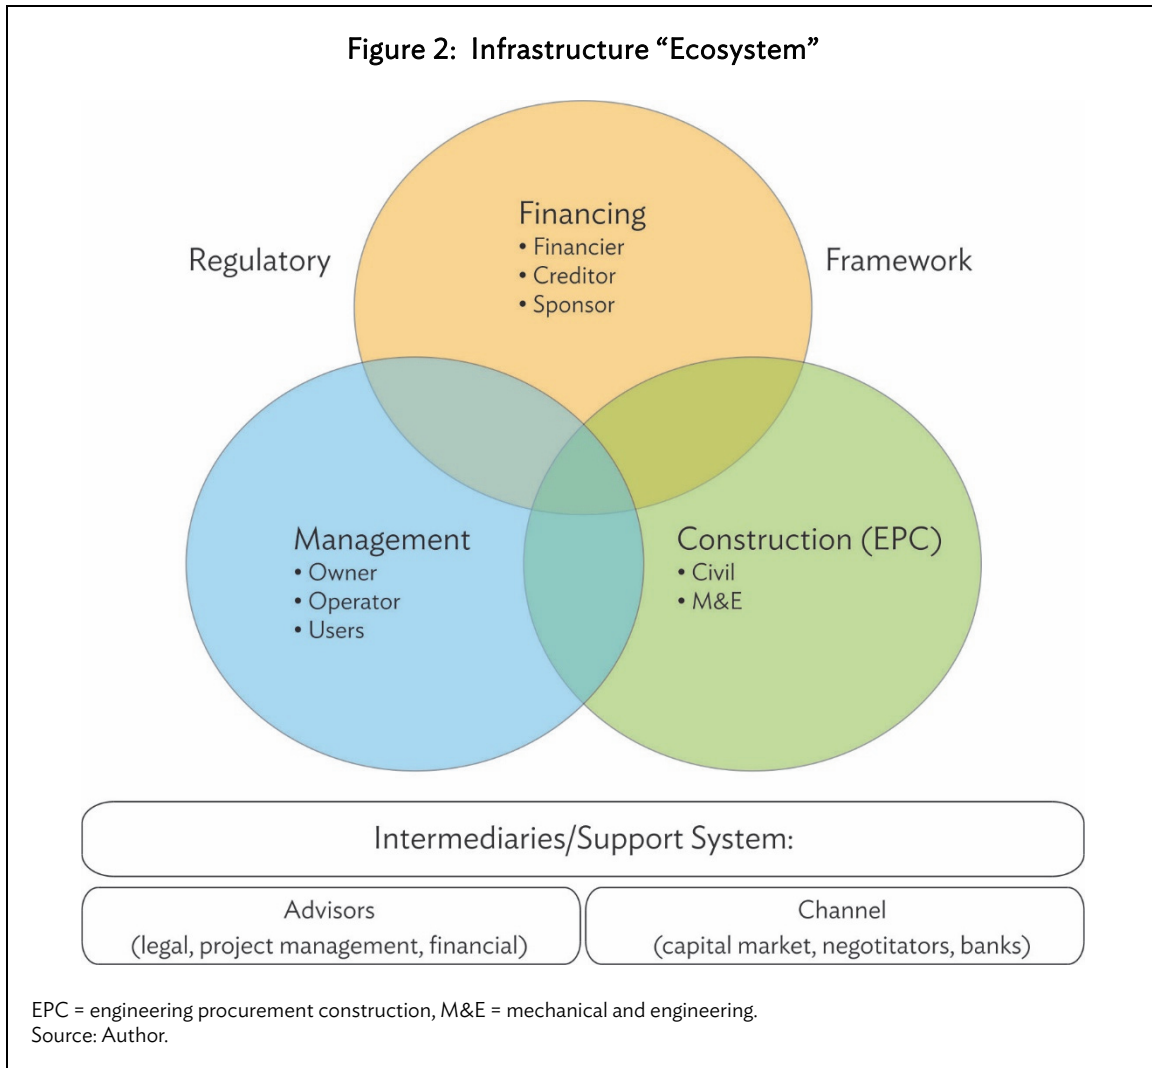 Figure 2: Infrastructure “Ecosystem”
Financing
• Financier
• Creditor
• Sponsor
Regulatory
Framework
Management
• Owner
• Operator
• Users
Construction (EPC)
• Civil
• M&E
Intermediaries/Support System:
Advisors
(legal, project management, financial)
Channel
(capital market, negotitators, banks)
EPC = engineering procurement construction, M&E = mechanical and engineering.
Source: Author.